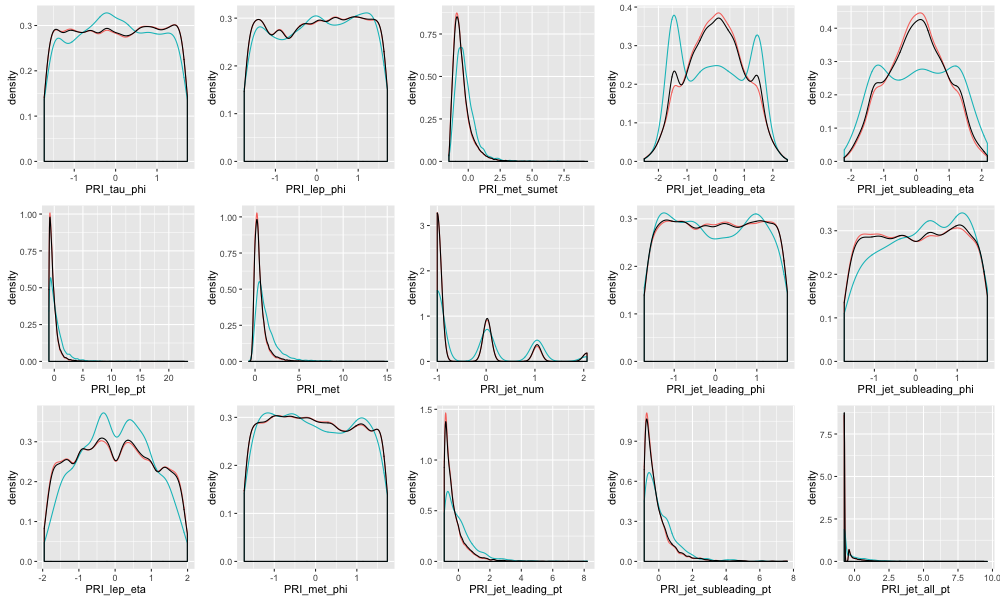 density
0.0 0.1 0.2 0.3
-1 0 1
PRI_tau_phi
density
0.0 0.1 0.2 0.3
-1 0 1
PRI_lep_phi
density
0.00 0.25 0.50 0.75
0.0 2.5 5.0 7.5
PRI_met_sumet
density
0.0 0.1 0.2 0.3 0.4
-2 -1 0 1 2
PRI_jet_leading_eta
density
0.0 0.1 0.2 0.3 0.4
-2 -1 0 1 2
PRI_jet_subleading_eta
density
0.00 0.25 0.50 0.75 1.00
0 5 10 15 20
PRI_lep_pt
density
0.00 0.25 0.50 0.75 1.00
0 5 10 15
PRI_met
density
0 1 2 3
-1 0 1 2
PRI_jet_num
density
0.0 0.1 0.2 0.3
-1 0 1
PRI_jet_leading_phi
density
0.0 0.1 0.2 0.3
-1 0 1
PRI_jet_subleading_phi
density
0.0 0.1 0.2 0.3
-2 -1 0 1 2
PRI_lep_eta
density
0.0 0.1 0.2 0.3
-1 0 1
PRI_met_phi
density
0.0 0.5 1.0 1.5
0 2 4 6 8
PRI_jet_leading_pt
density
0.0 0.3 0.6 0.9
0 2 4 6 8
PRI_jet_subleading_pt
density
0.0 2.5 5.0 7.5
0.0 2.5 5.0 7.5 10.0
PRI_jet_all_pt